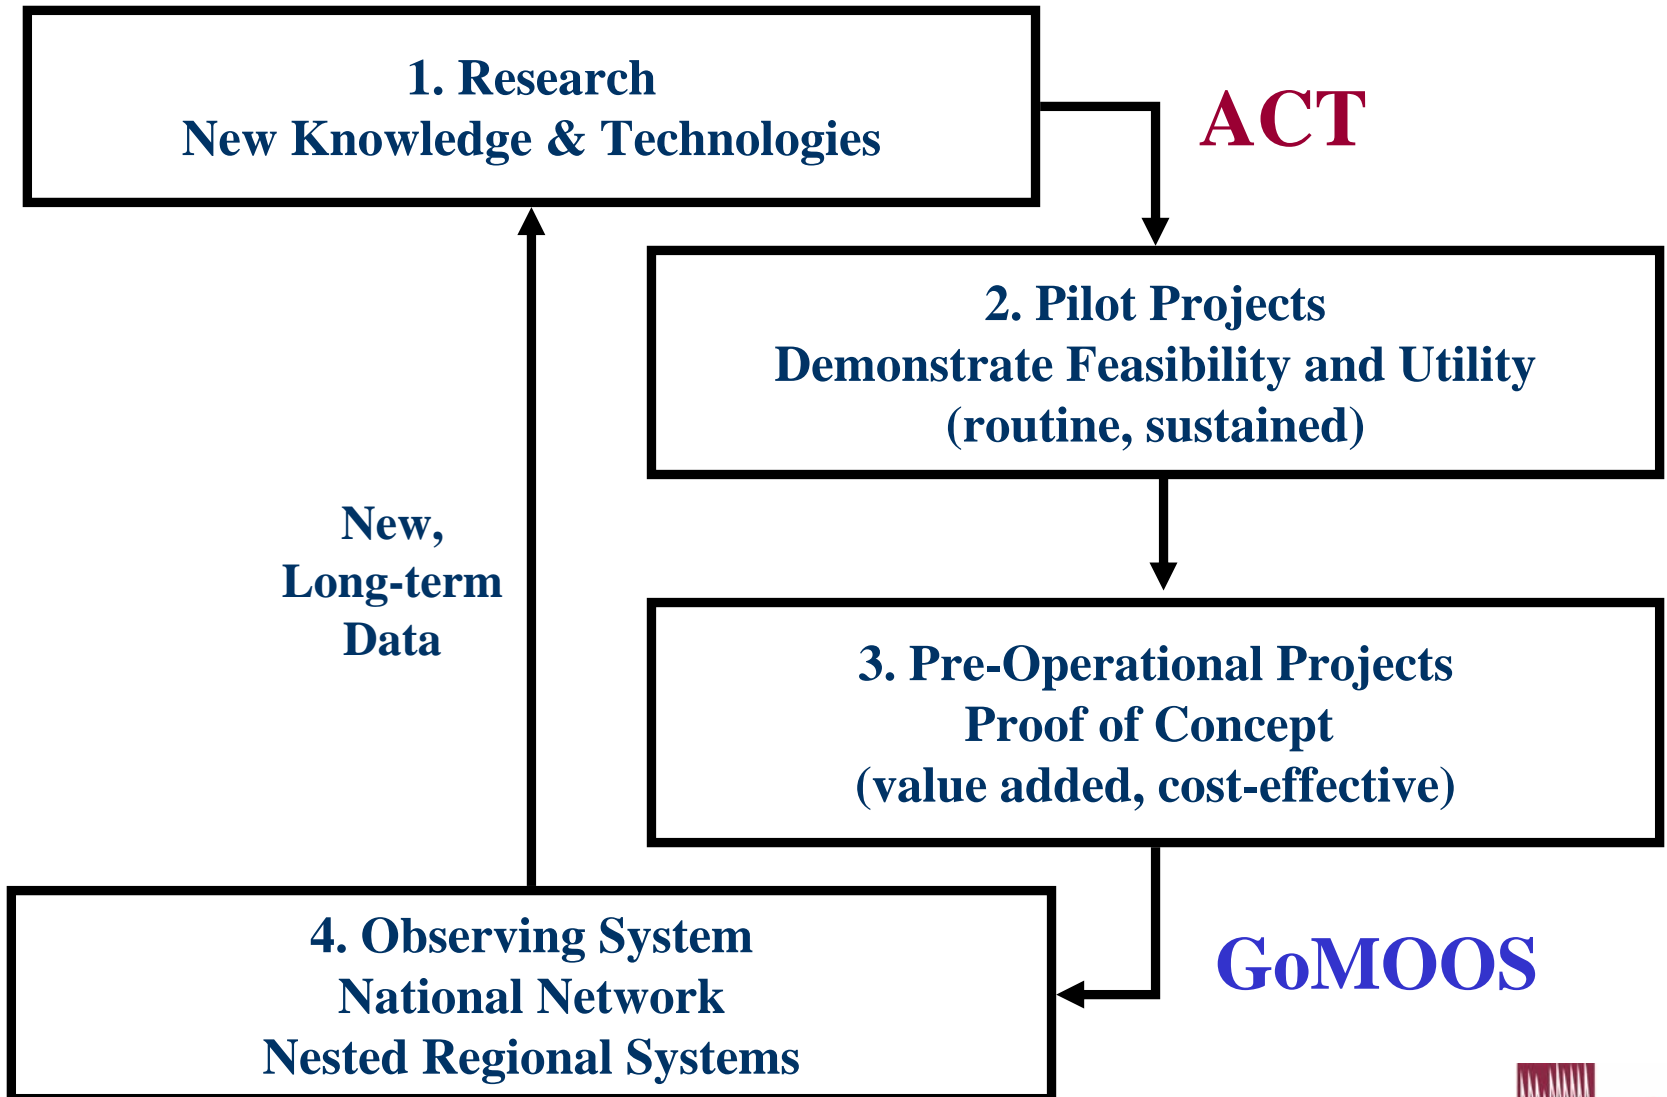 1. Research
New Knowledge & Technologies
ACT
2. Pilot Projects
Demonstrate Feasibility and Utility
(routine, sustained)
New,
Long-term
Data
3. Pre-Operational Projects
Proof of Concept
(value added, cost-effective)
4. Observing System
National Network
Nested Regional Systems
GoMOOS